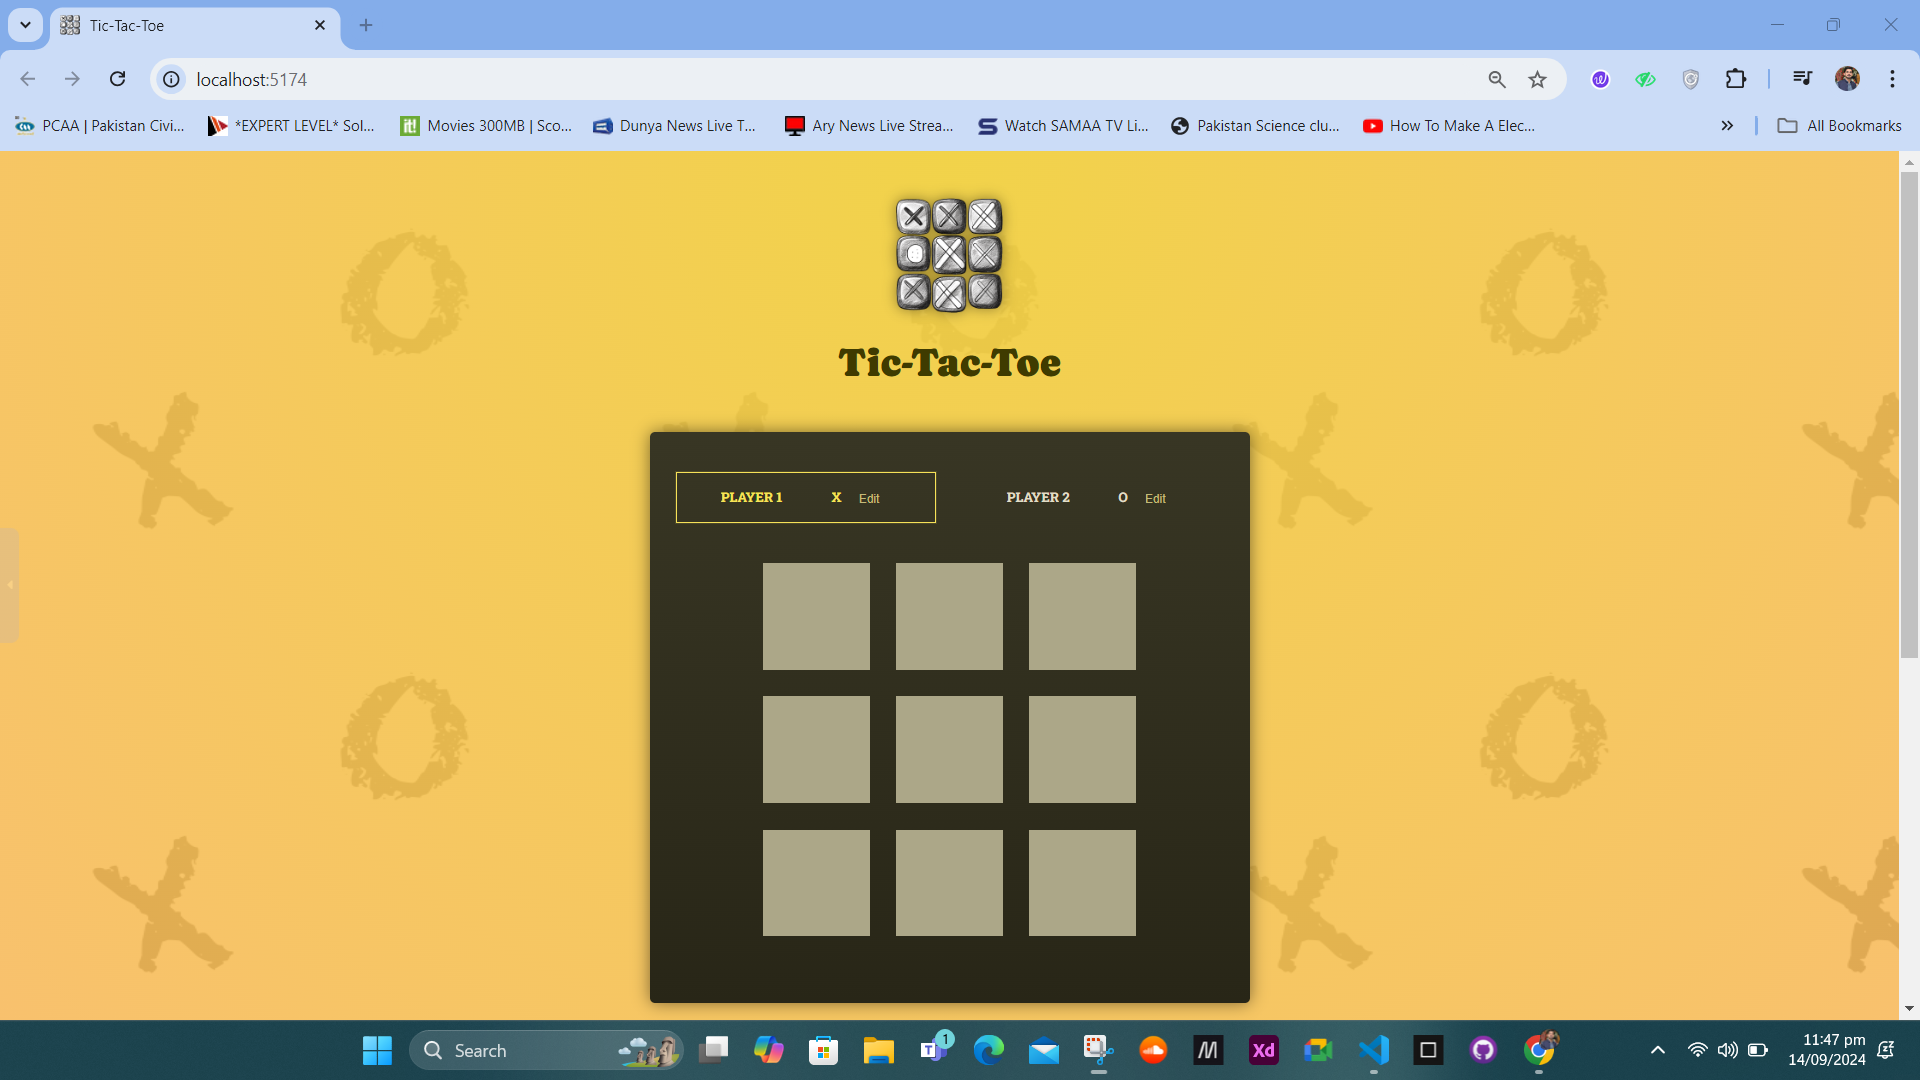 Tic-Tac-Toe
localhost:5174
PCAA | Pakistan Civi...
*EXPERT LEVEL* Sol...
Movies 300MB | Sco...
Dunya News Live T...
Ary News Live Strea...
Watch SAMAA TV Li...
Pakistan Science clu...
How To Make A Elec...
All Bookmarks
Tic-Tac-Toe
PLAYER 1 X Edit
PLAYER 2 O Edit
Search
1
Xd
11:47 pm
14/09/2024